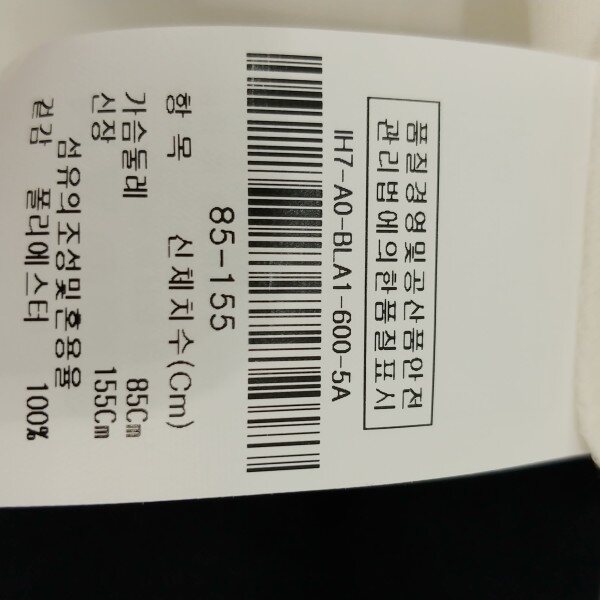 품질경영및공산품안전
관리법에의한품질표시
IH7-A0-BLA1-600-5A
85-155
항 목 신체치수(Cm)
가슴둘레 85Cm
신장 155Cm
섬유의조성및혼용율
겉감 폴리에스터 100%